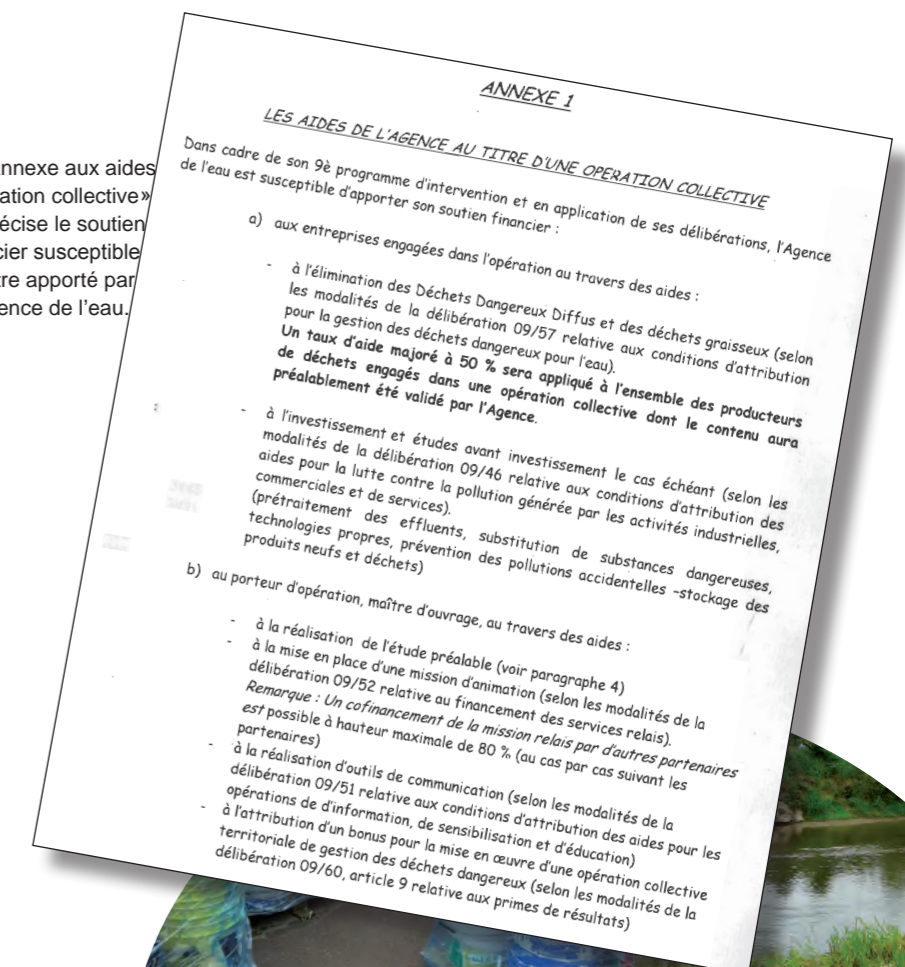 nnexe aux aides
ation collective»
écise le soutien
cier susceptible
tre apporté par
ence de l'eau.
ANNEXE 1
LES AIDES DE L'AGENCE AU TITRE D'UNE OPERATION COLLECTIVE
Dans cadre de son 9è programme d'intervention et en application de ses délibérations, l'Agence
de l'eau est susceptible d'apporter son soutien financier :
a) aux entreprises engagées dans l'opération au travers des aides :
- à l'élimination des Déchets Dangereux Diffus et des déchets graisseux (selon
les modalités de la délibération 09/57 relative aux conditions d'attribution
pour la gestion des déchets dangereux pour l'eau).
Un taux d'aide majoré à 50 % sera appliqué à l'ensemble des producteurs
de déchets engagés dans une opération collective dont le contenu aura
préalablement été validé par l'Agence.
- à l'investissement et études avant investissement le cas échéant (selon les
modalités de la délibération 09/46 relative aux conditions d'attribution des
aides pour la lutte contre la pollution générée par les activités industrielles,
commerciales et de services).
(prétraitement des effluents, substitution de substances dangereuses,
technologies propres, prévention des pollutions accidentelles -stockage des
produits neufs et déchets)
b) au porteur d'opération, maître d'ouvrage, au travers des aides :
- à la réalisation de l'étude préalable (voir paragraphe 4)
- à la mise en place d'une mission d'animation (selon les modalités de la
délibération 09/52 relative au financement des services relais).
Remarque : Un cofinancement de la mission relais par d'autres partenaires
est possible à hauteur maximale de 80 % (au cas par cas suivant les
partenaires)
- à la réalisation d'outils de communication (selon les modalités de la
délibération 09/51 relative aux conditions d'attribution des aides pour les
opérations de d'information, de sensibilisation et d'éducation)
- à l'attribution d'un bonus pour la mise en œuvre d'une opération collective
territoriale de gestion des déchets dangereux (selon les modalités de la
délibération 09/60, article 9 relative aux primes de résultats)